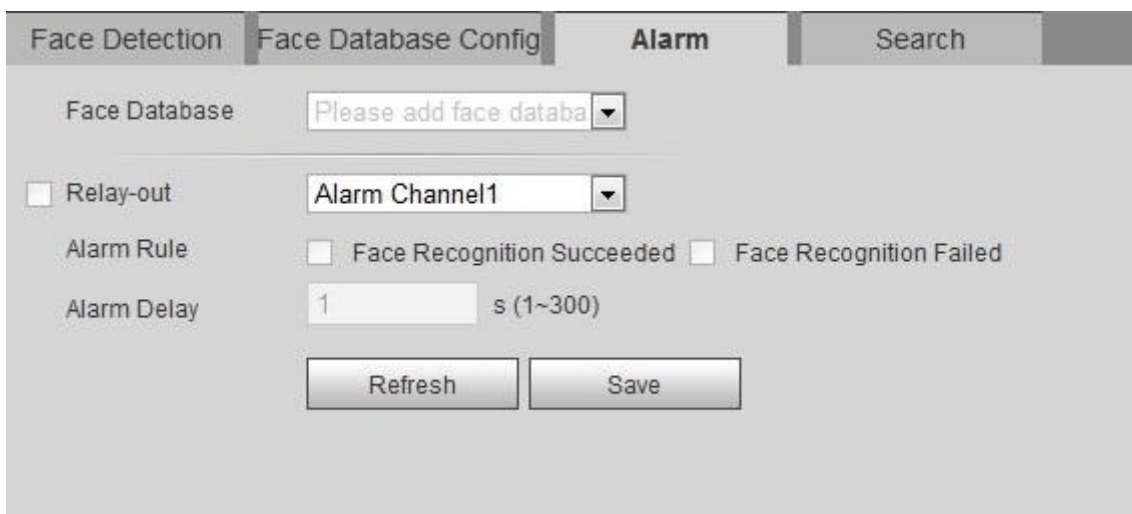 Face Detection Face Database Config Alarm Search
Face Database Please add face databa
Relay-out Alarm Channel1
Alarm Rule Face Recognition Succeeded Face Recognition Failed
Alarm Delay 1 s (1~300)
Refresh Save